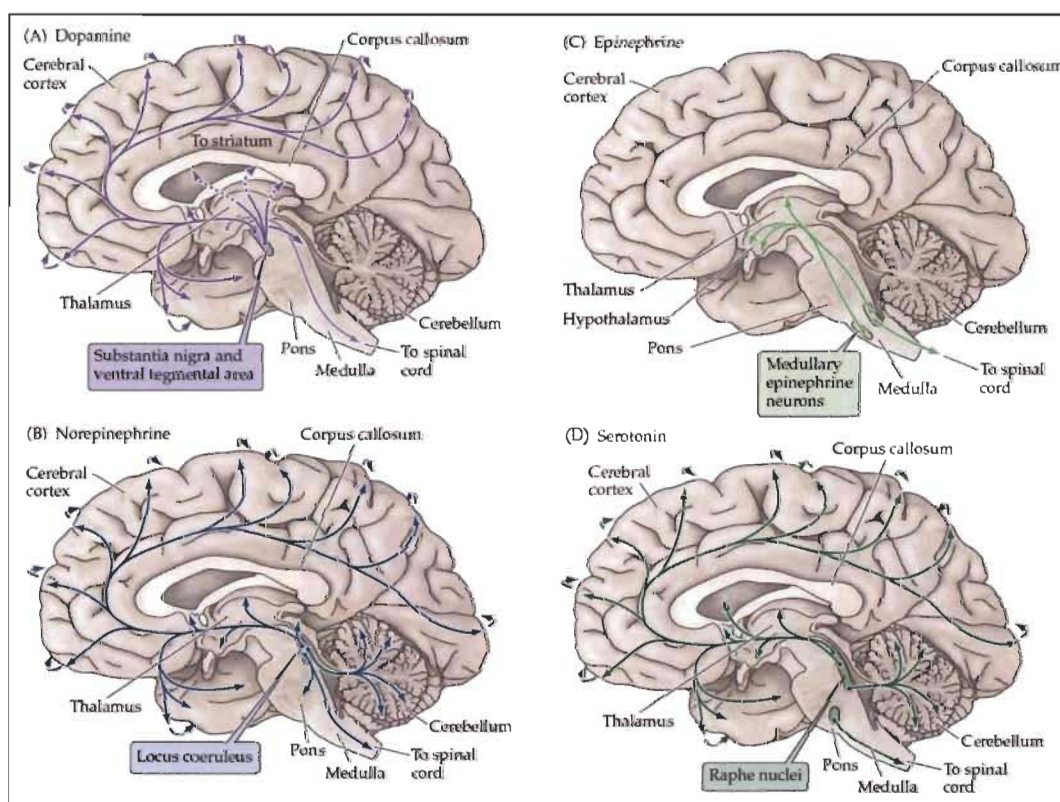 (A) Dopamine
Corpus callosum
Cerebral
cortex
To striatum
Thalamus
Cerebellum
Pons
To spinal
cord
Medulla
Substantia nigra and
ventral tegmental area
(C) Epinephrine
Cerebral
cortex
Corpus callosum
Thalamus
Hypothalamus
Cerebellum
Pons
To spinal
cord
Medulla
Medullary
epinephrine
neurons
(B) Norepinephrine
Corpus callosum
Cerebral
cortex
Thalamus
Cerebellum
Locus coeruleus
Pons
To spinal
cord
Medulla
(D) Serotonin
Corpus callosum
Cerebral
cortex
Thalamus
Cerebellum
Pons
To spinal
cord
Medulla
Raphe nuclei